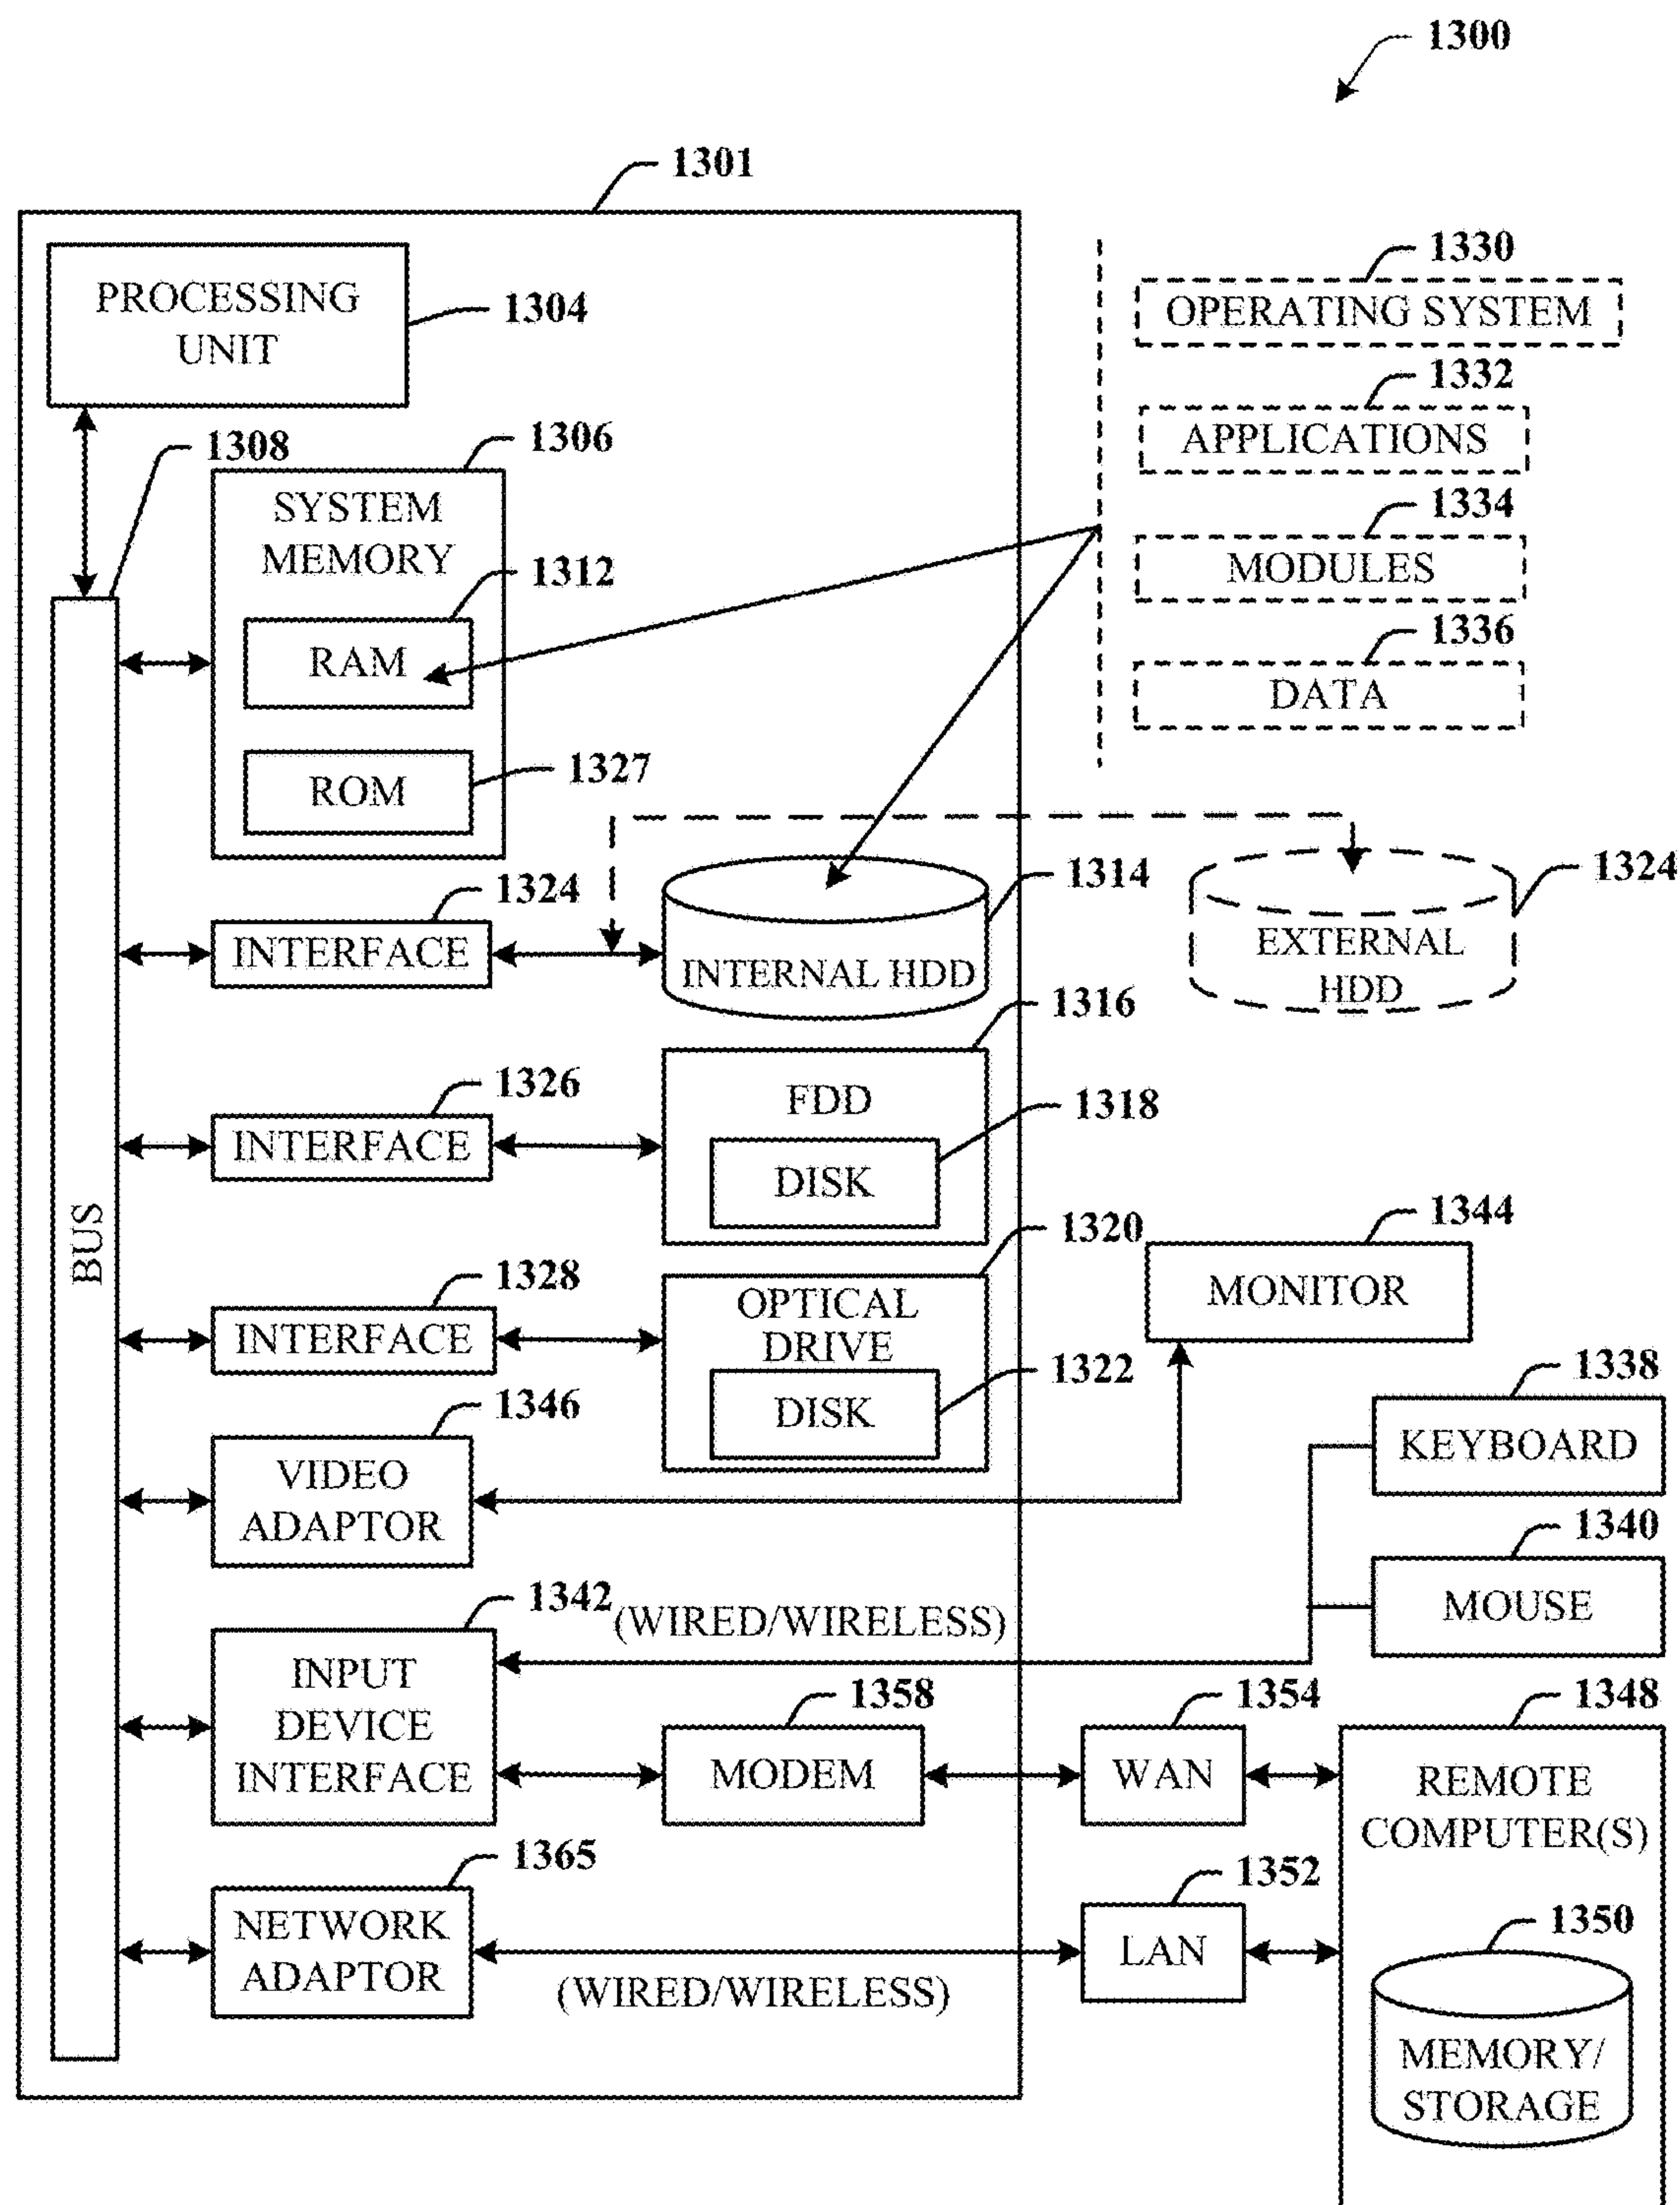 1300
1301
PROCESSING
UNIT
1304
1330
OPERATING SYSTEM
1332
APPLICATIONS
1334
MODULES
1336
DATA
1308
1306
SYSTEM
MEMORY
1312
RAM
ROM
1327
BUS
1324
INTERFACE
1314
INTERNAL HDD
1324
EXTERNAL
HDD
1316
1326
INTERFACE
FDD
1318
DISK
1320
1328
INTERFACE
OPTICAL
DRIVE
1322
DISK
1344
MONITOR
1338
KEYBOARD
1346
VIDEO
ADAPTOR
1340
MOUSE
1342
(WIRED/WIRELESS)
INPUT
DEVICE
INTERFACE
1358
MODEM
1354
WAN
1348
REMOTE
COMPUTER(S)
1365
NETWORK
ADAPTOR
(WIRED/WIRELESS)
1352
LAN
1350
MEMORY/
STORAGE